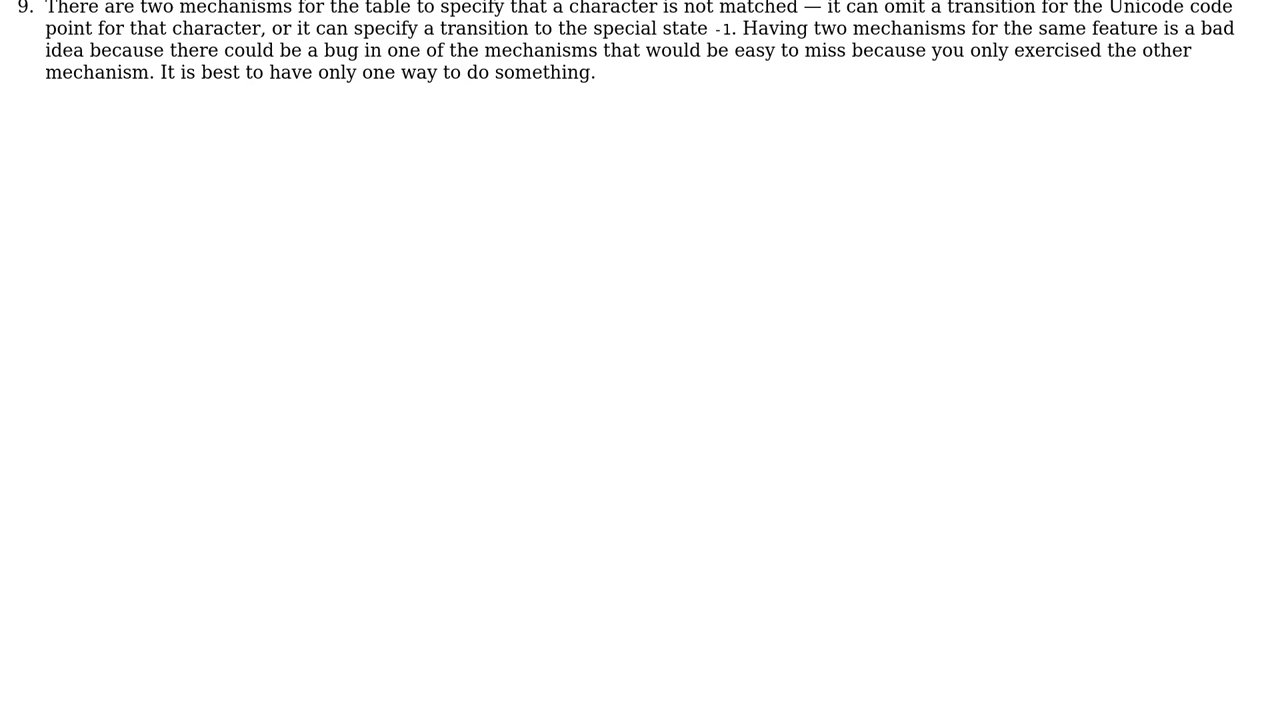 9. There are two mechanisms for the table to specify that a character is not matched — it can omit a transition for the Unicode code
point for that character, or it can specify a transition to the special state -1. Having two mechanisms for the same feature is a bad
idea because there could be a bug in one of the mechanisms that would be easy to miss because you only exercised the other
mechanism. It is best to have only one way to do something.